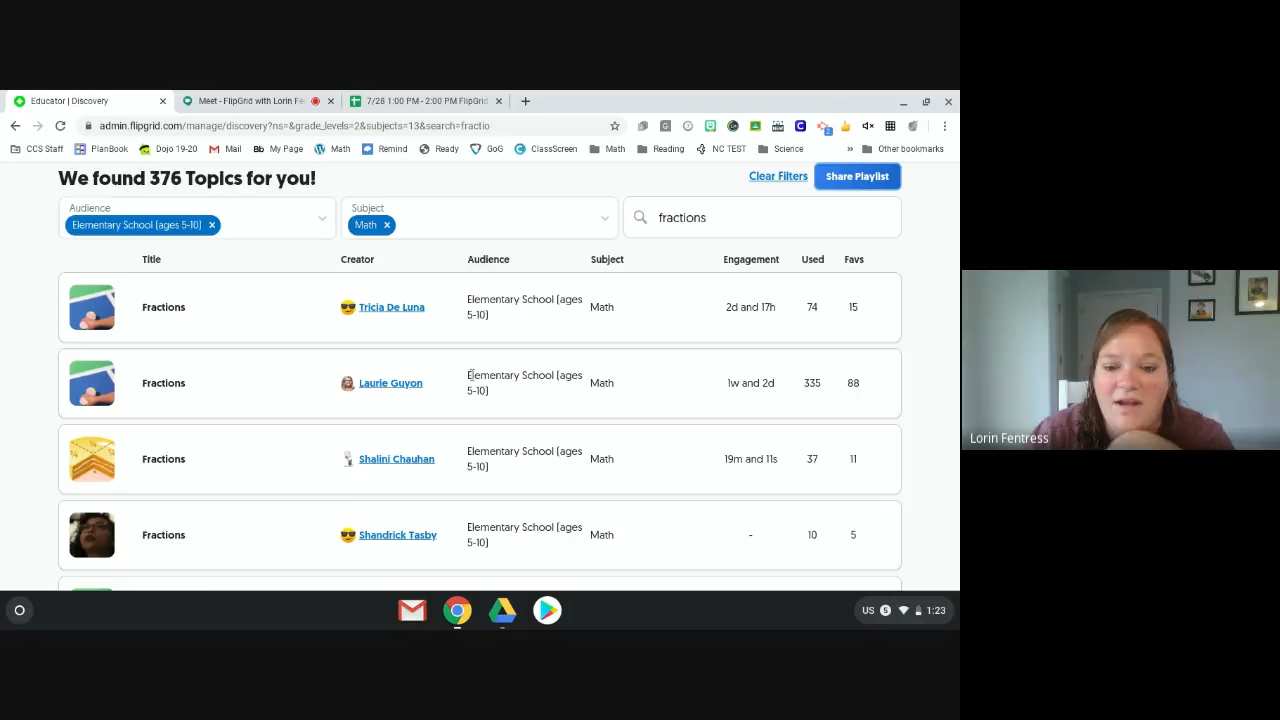 Educator | Discovery
Meet - FlipGrid with Lorin Fe
7/28 1:00 PM - 2:00 PM FlipGrid
admin.flipgrid.com/manage/discovery?ns=&grade_levels=2&subjects=13&search=fractio
CCS Staff PlanBook Dojo 19-20 Mail Bb My Page Math Remind Ready GoG ClassScreen Math Reading NC TEST Science » Other bookmarks
We found 376 Topics for you!
Clear Filters
Share Playlist
Audience
Elementary School (ages 5-10) ×
Subject
Math ×
fractions
Title Creator Audience Subject Engagement Used Favs
Fractions Tricia De Luna Elementary School (ages 5-10) Math 2d and 17h 74 15
Fractions Laurie Guyon Elementary School (ages 5-10) Math 1w and 2d 335 88
Fractions Shalini Chauhan Elementary School (ages 5-10) Math 19m and 11s 37 11
Fractions Shandrick Tasby Elementary School (ages 5-10) Math - 10 5
US 5 1:23
Lorin Fentress